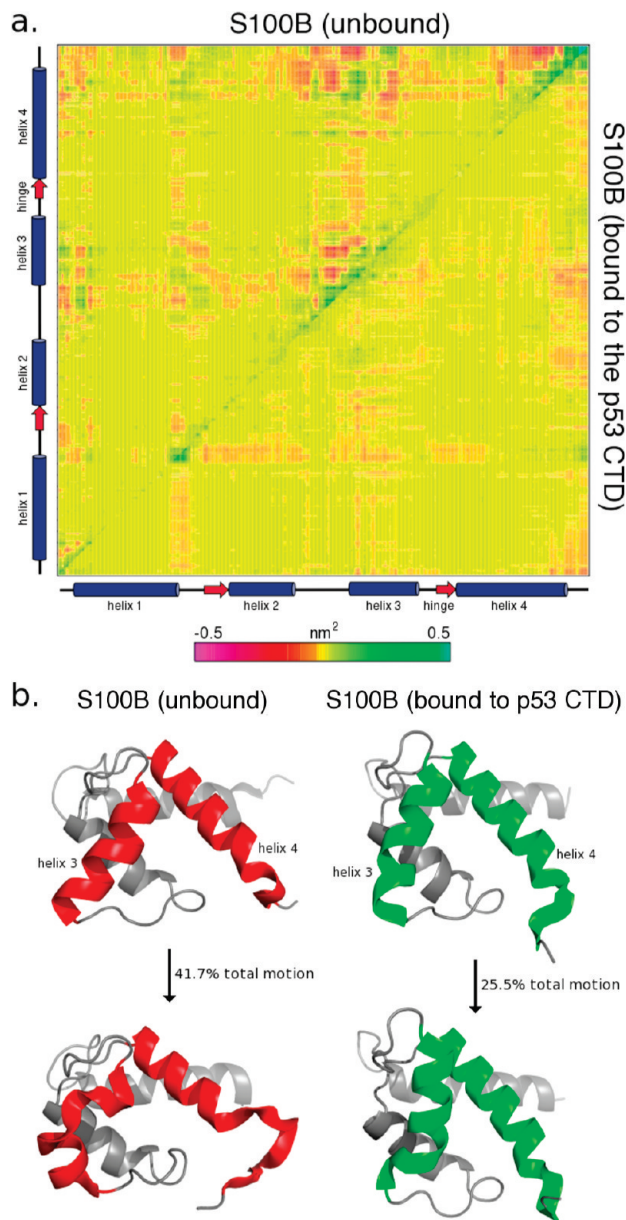 a.
S100B (unbound)
helix 4
hinge
helix 3
helix 2
helix 1
S100B (bound to the p53 CTD)
helix 1
helix 2
helix 3
hinge
helix 4
-0.5
nm²
0.5
b.
S100B (unbound)
S100B (bound to p53 CTD)
helix 3
helix 4
helix 3
helix 4
41.7% total motion
25.5% total motion